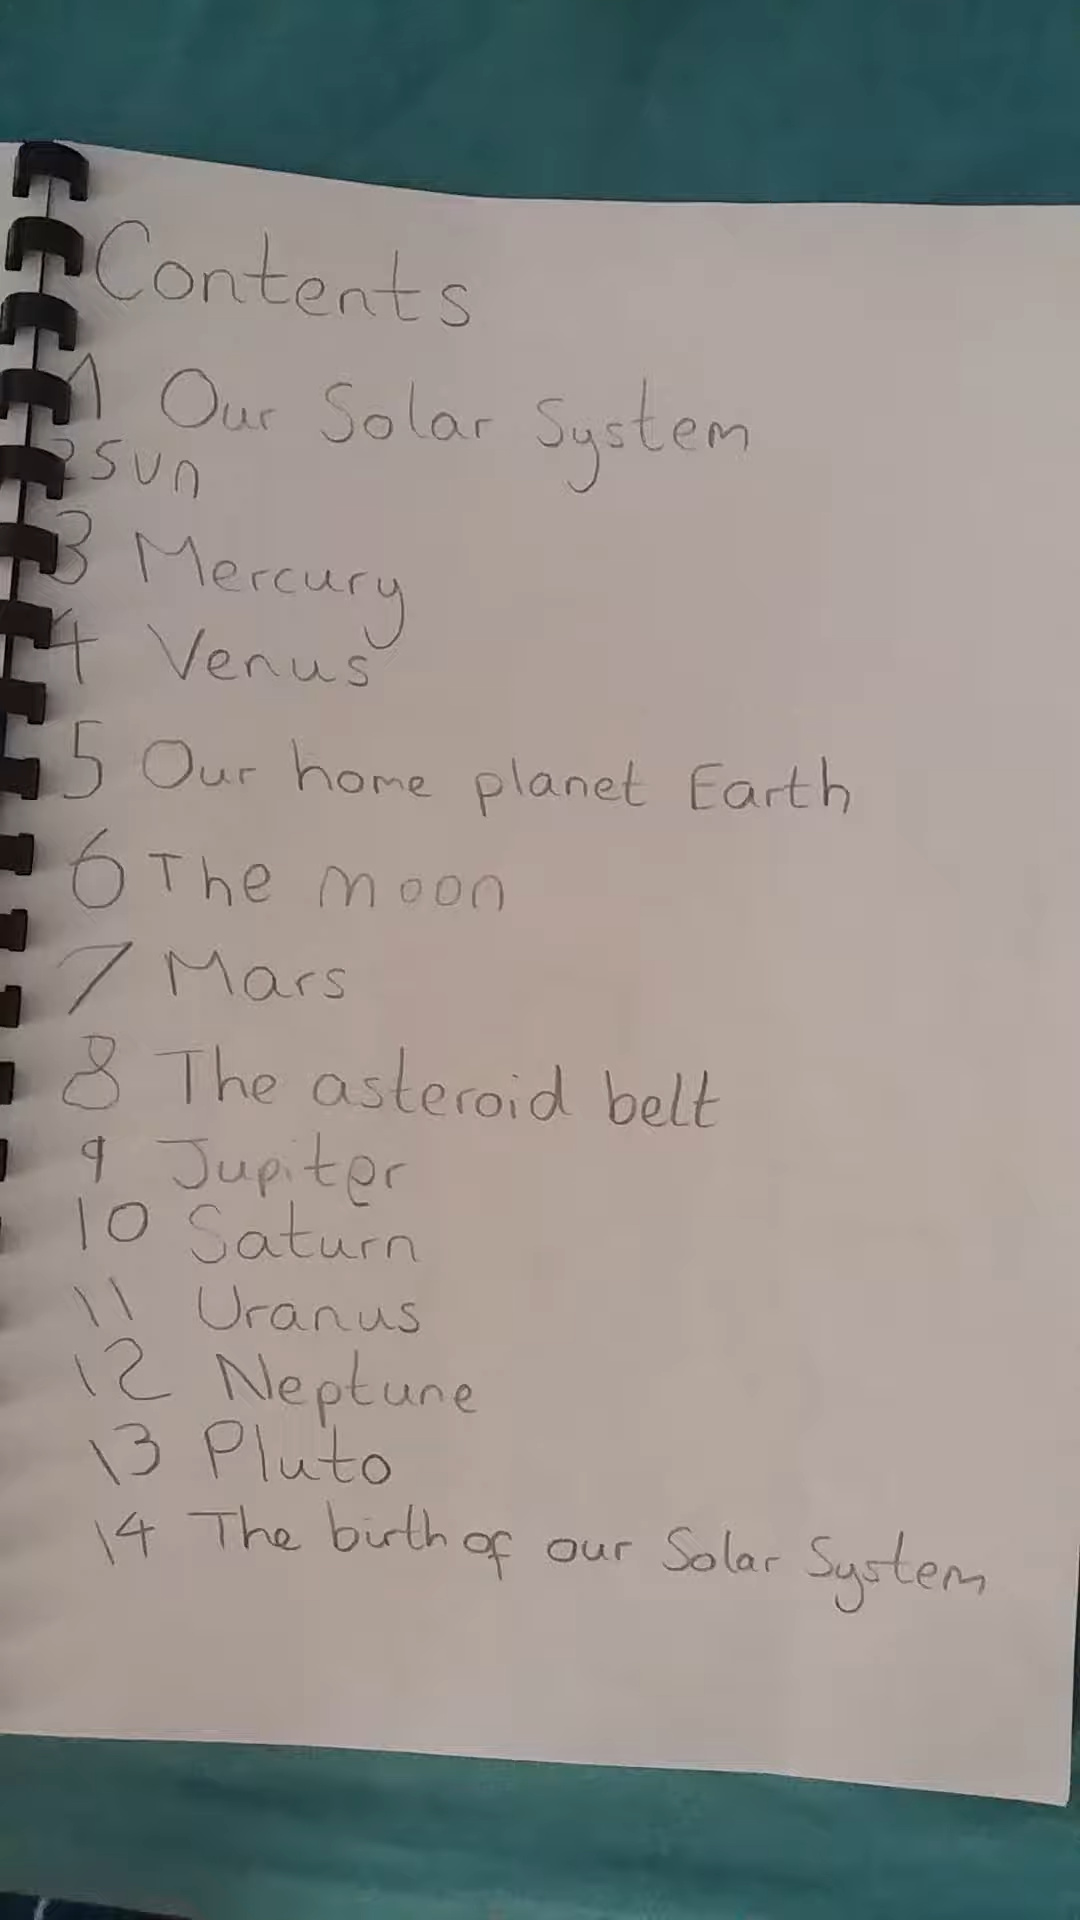 Contents
1 Our Solar System
2 Sun
3 Mercury
4 Venus
5 Our home planet Earth
6 The moon
7 Mars
8 The asteroid belt
9 Jupiter
10 Saturn
11 Uranus
12 Neptune
13 Pluto
14 The birth of our Solar System